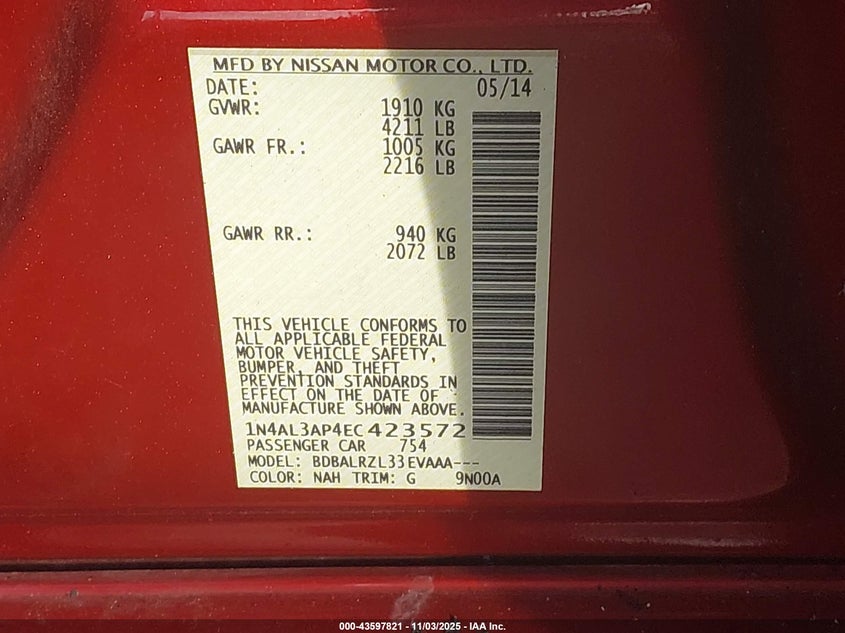 MFD BY NISSAN MOTOR CO., LTD.
DATE: 05/14
GVWR: 1910 KG
4211 LB
GAWR FR.: 1005 KG
2216 LB
GAWR RR.: 940 KG
2072 LB
THIS VEHICLE CONFORMS TO
ALL APPLICABLE FEDERAL
MOTOR VEHICLE SAFETY,
BUMPER, AND THEFT
PREVENTION STANDARDS IN
EFFECT ON THE DATE OF
MANUFACTURE SHOWN ABOVE.
1N4AL3AP4EC423572
PASSENGER CAR 754
MODEL: BDBALRZL33EVAAA---
COLOR: NAH TRIM: G 9N00A
000-43597821 - 11/03/2025 - IAA Inc.